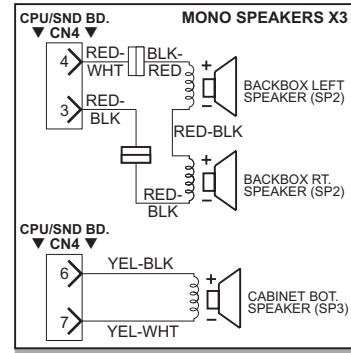 CPU/SND BD. MONO SPEAKERS X3
▼ CN4 ▼
4 RED- BLK-
WHT RED
+
BACKBOX LEFT
SPEAKER (SP2)
–
3 RED-
BLK
RED-BLK
+
BACKBOX RT.
SPEAKER (SP2)
–
RED-
BLK
CPU/SND BD.
▼ CN4 ▼
6 YEL-BLK
+
CABINET BOT.
SPEAKER (SP3)
–
7 YEL-WHT